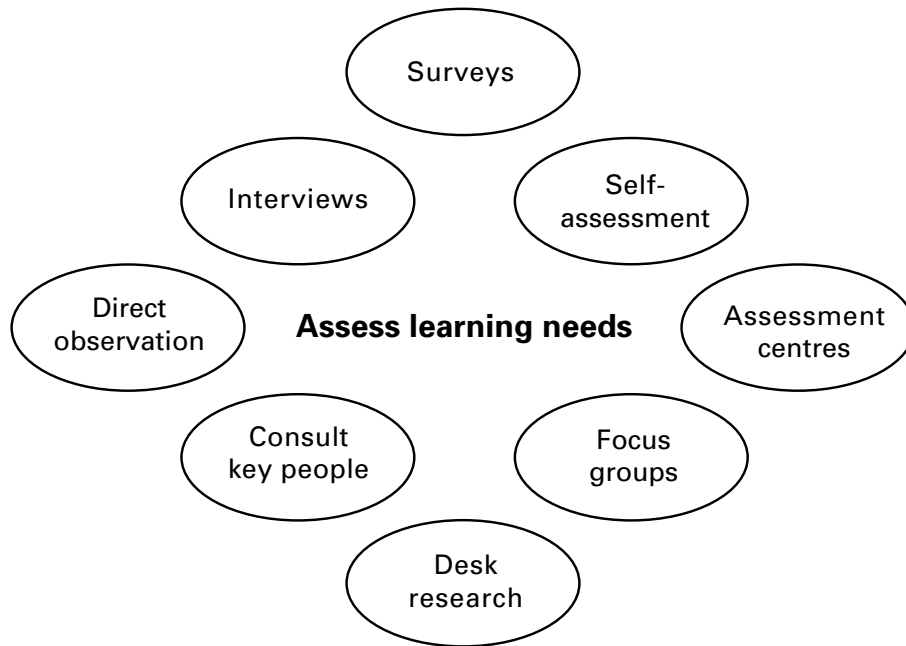 Surveys
Interviews
Self-
assessment
Direct
observation
Assess learning needs
Assessment
centres
Consult
key people
Focus
groups
Desk
research